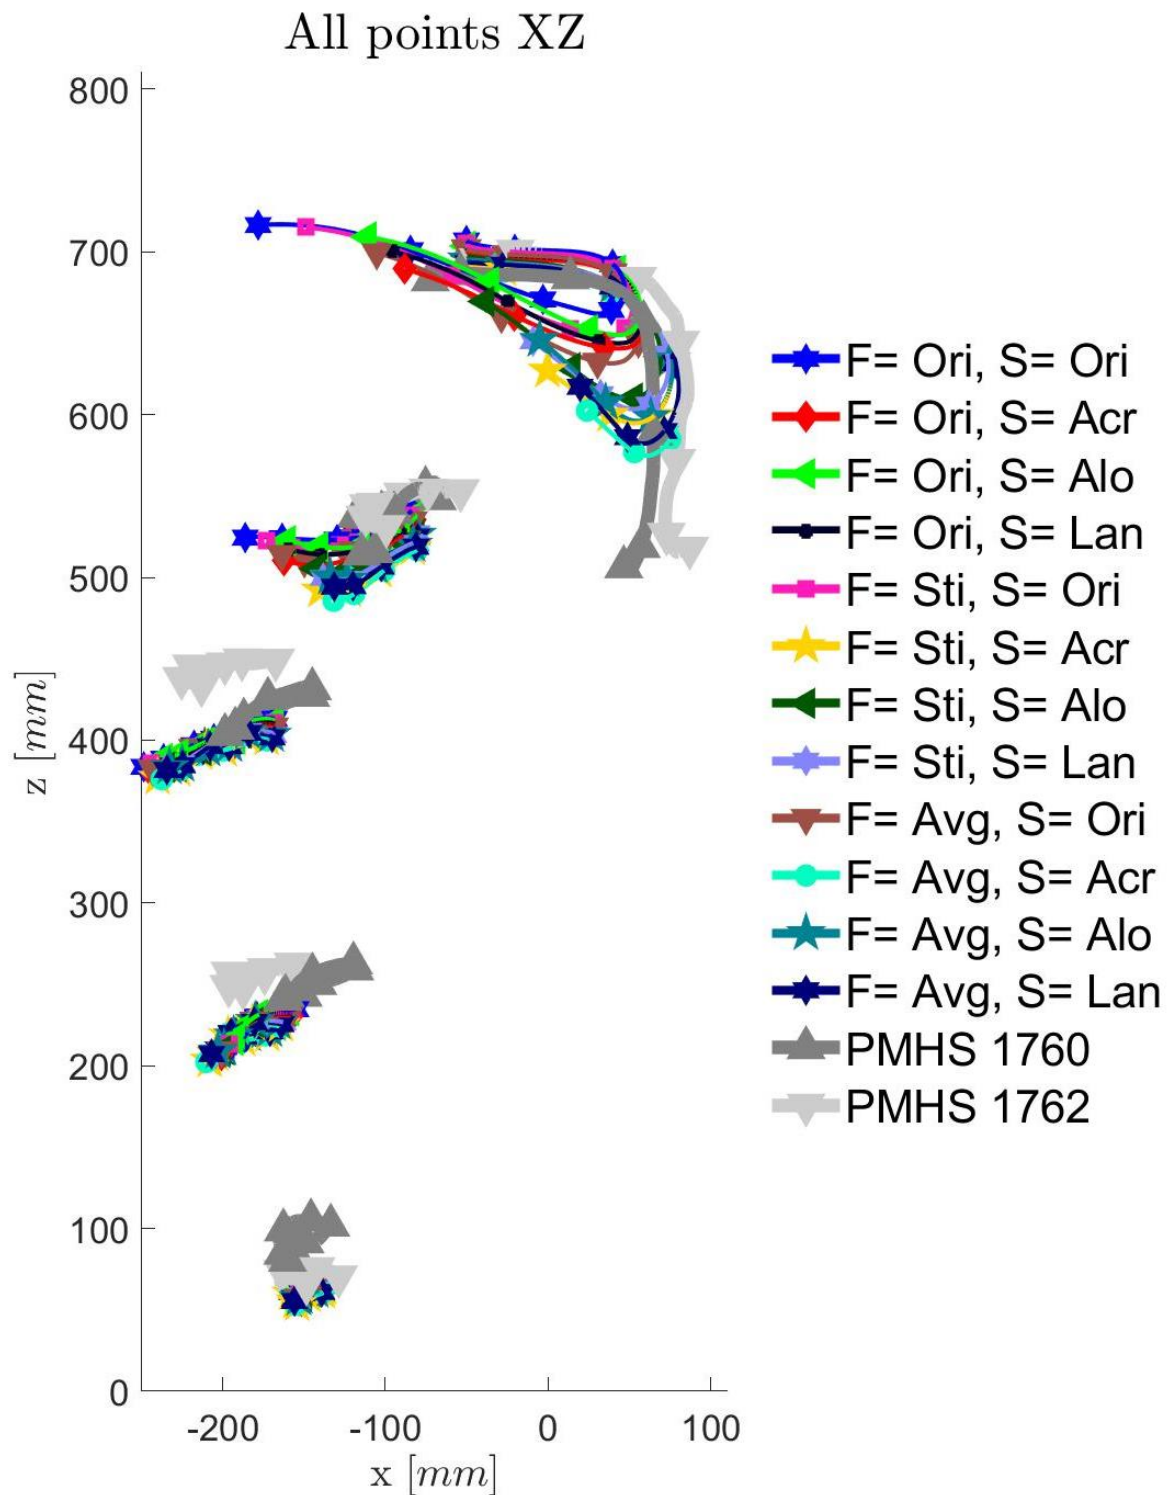 All points XZ
800
700
600
500
400
300
200
100
0
z [mm]
-200
-100
0
100
x [mm]
F= Ori, S= Ori
F= Ori, S= Acr
F= Ori, S= Alo
F= Ori, S= Lan
F= Sti, S= Ori
F= Sti, S= Acr
F= Sti, S= Alo
F= Sti, S= Lan
F= Avg, S= Ori
F= Avg, S= Acr
F= Avg, S= Alo
F= Avg, S= Lan
PMHS 1760
PMHS 1762